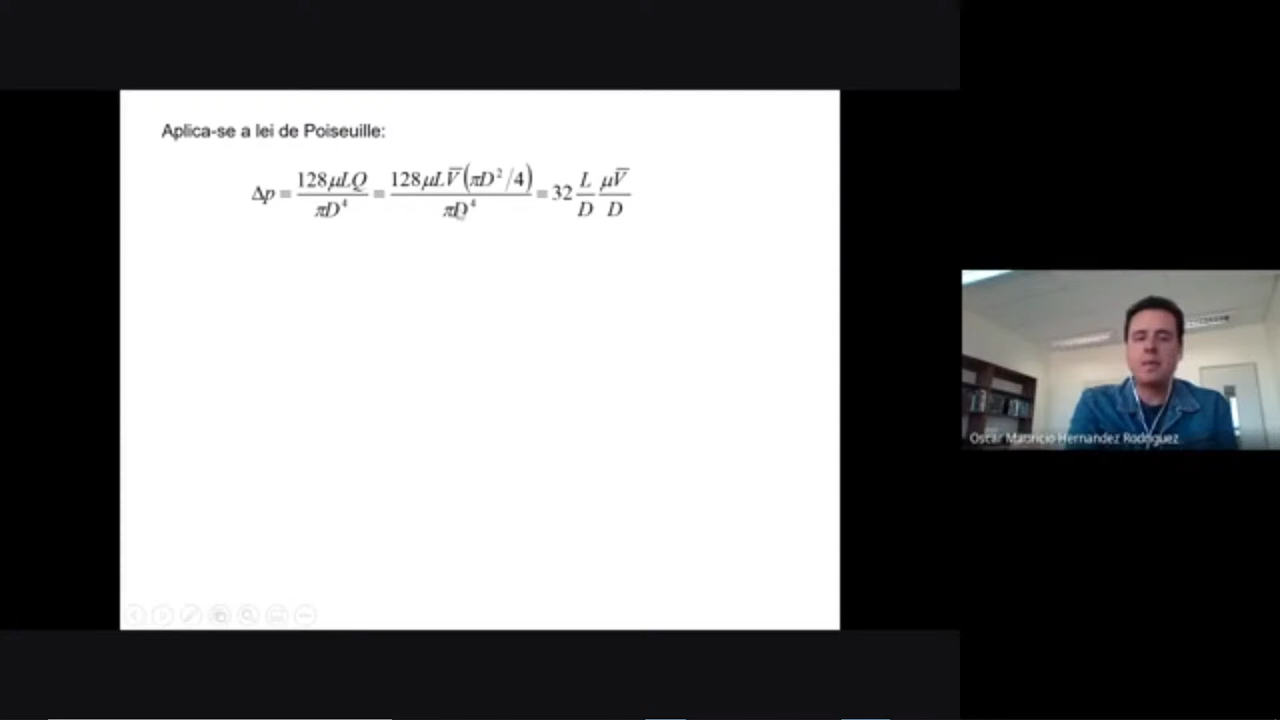 Aplica-se a lei de Poiseuille:
Δp = 128μLQ / πD⁴ = 128μLV̅(πD²/4) / πD⁴ = 32 L/D μV̅/D
Oscar Mauricio Hernandez Rodriguez